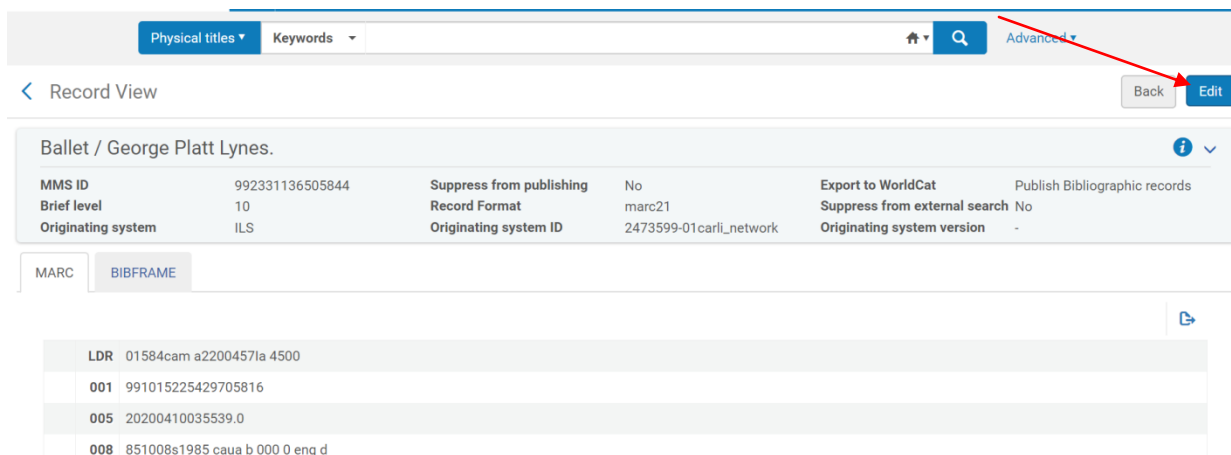 Physical titles Keywords Advanced
Record View Back Edit
Ballet / George Platt Lynes.
MMS ID 992331136505844 Suppress from publishing No Export to WorldCat Publish Bibliographic records
Brief level 10 Record Format marc21 Suppress from external search No
Originating system ILS Originating system ID 2473599-01carli_network Originating system version -
MARC BIBFRAME
LDR 01584cam a2200457Ia 4500
001 991015225429705816
005 20200410035539.0
008 851008s1985 caua b 000 0 eng d